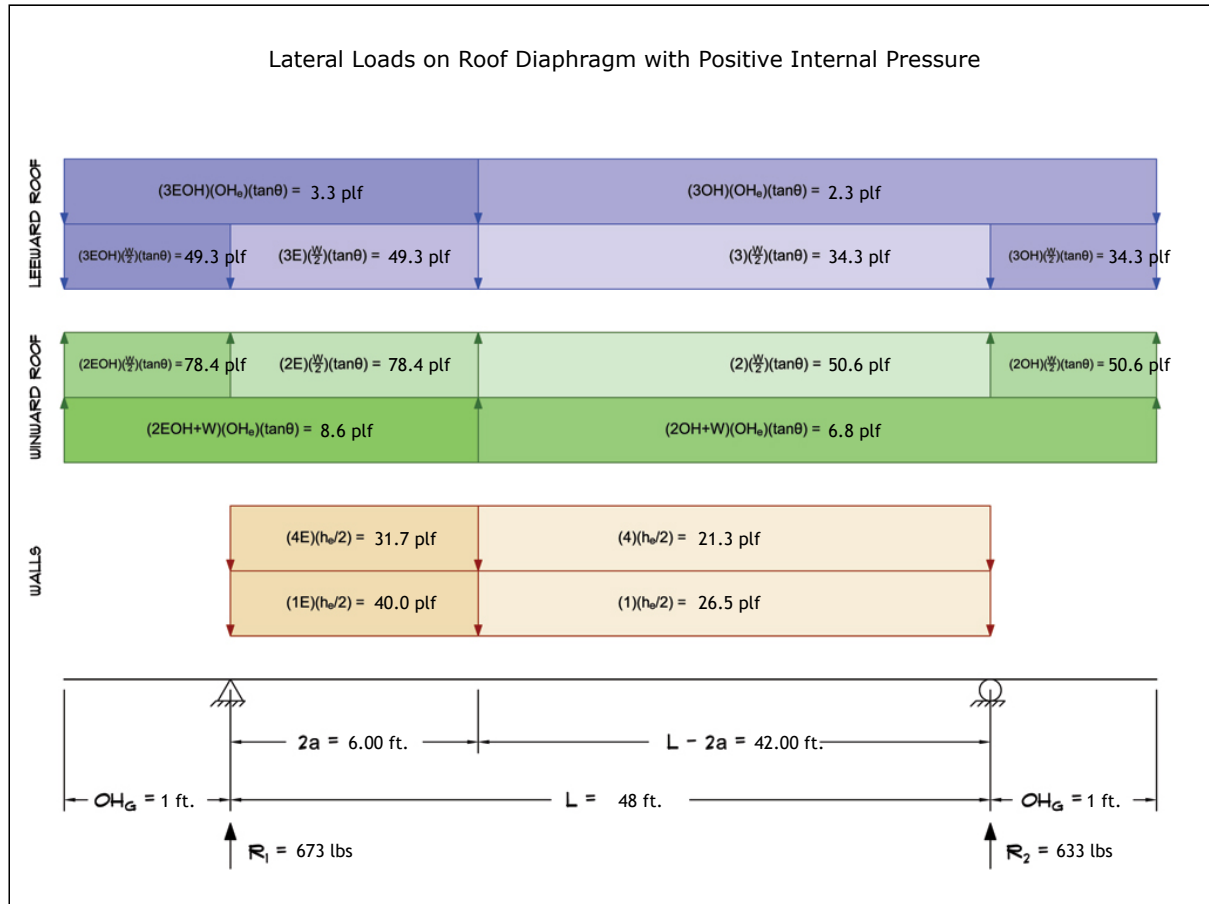 Lateral Loads on Roof Diaphragm with Positive Internal Pressure
LEEWARD ROOF
(3EOH)(OHₑ)(tanθ) = 3.3 plf
(3OH)(OHₑ)(tanθ) = 2.3 plf
(3EOH)(W/2)(tanθ) = 49.3 plf
(3E)(W/2)(tanθ) = 49.3 plf
(3)(W/2)(tanθ) = 34.3 plf
(3OH)(W/2)(tanθ) = 34.3 plf
WINWARD ROOF
(2EOH)(W/2)(tanθ) = 78.4 plf
(2E)(W/2)(tanθ) = 78.4 plf
(2)(W/2)(tanθ) = 50.6 plf
(2OH)(W/2)(tanθ) = 50.6 plf
(2EOH+W)(OHₑ)(tanθ) = 8.6 plf
(2OH+W)(OHₑ)(tanθ) = 6.8 plf
WALLS
(4E)(hₑ/2) = 31.7 plf
(4)(hₑ/2) = 21.3 plf
(1E)(hₑ/2) = 40.0 plf
(1)(hₑ/2) = 26.5 plf
2a = 6.00 ft.
L - 2a = 42.00 ft.
OH_G = 1 ft.
L = 48 ft.
OH_G = 1 ft.
R₁ = 673 lbs
R₂ = 633 lbs